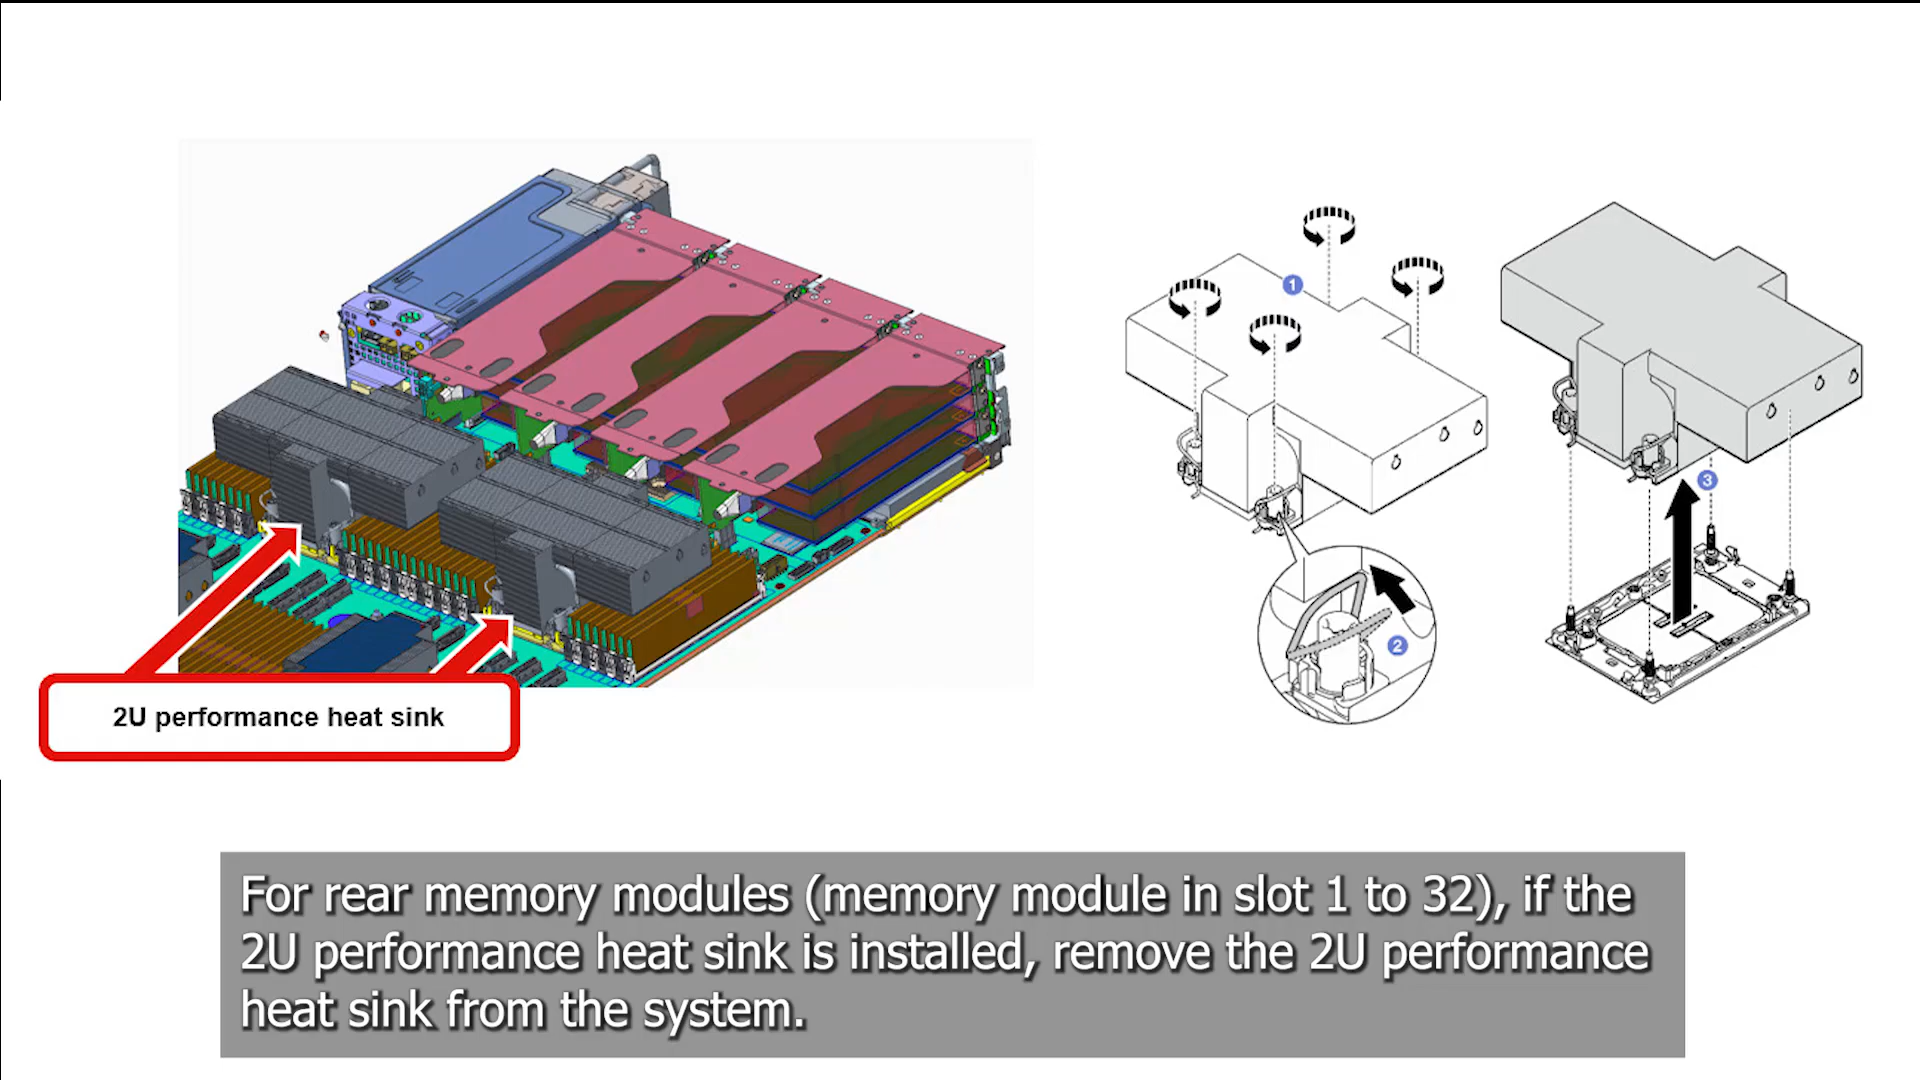 1
2
3
2U performance heat sink
For rear memory modules (memory module in slot 1 to 32), if the
2U performance heat sink is installed, remove the 2U performance
heat sink from the system.